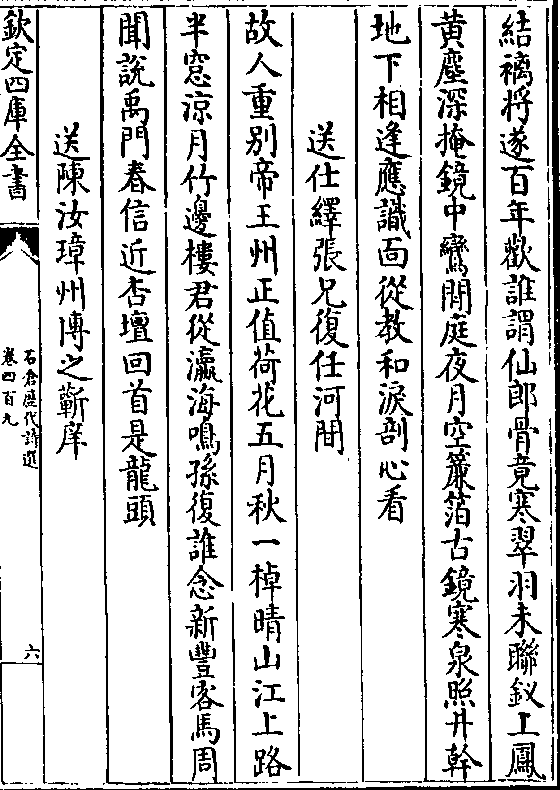 結褵将遂百年歡誰謂仙郎骨竟寒翠羽未聯釵上鳳
黄塵深掩鏡中鸞閒庭夜月空簾箔古鏡寒泉照井幹
地下相逢應識面從教和淚剖心看
送仕繹張兄復任河間
故人重别帝王州正值荷花五月秋一棹晴山江上路
半窓凉月竹邊樓君從瀛海鳴孫復誰念新豐客馬周
聞說禹門春信近杏壇回首是龍頭
送陳汝璋州博之蘄庠
欽定四庫全書
石倉歷代詩選
卷四百九
六